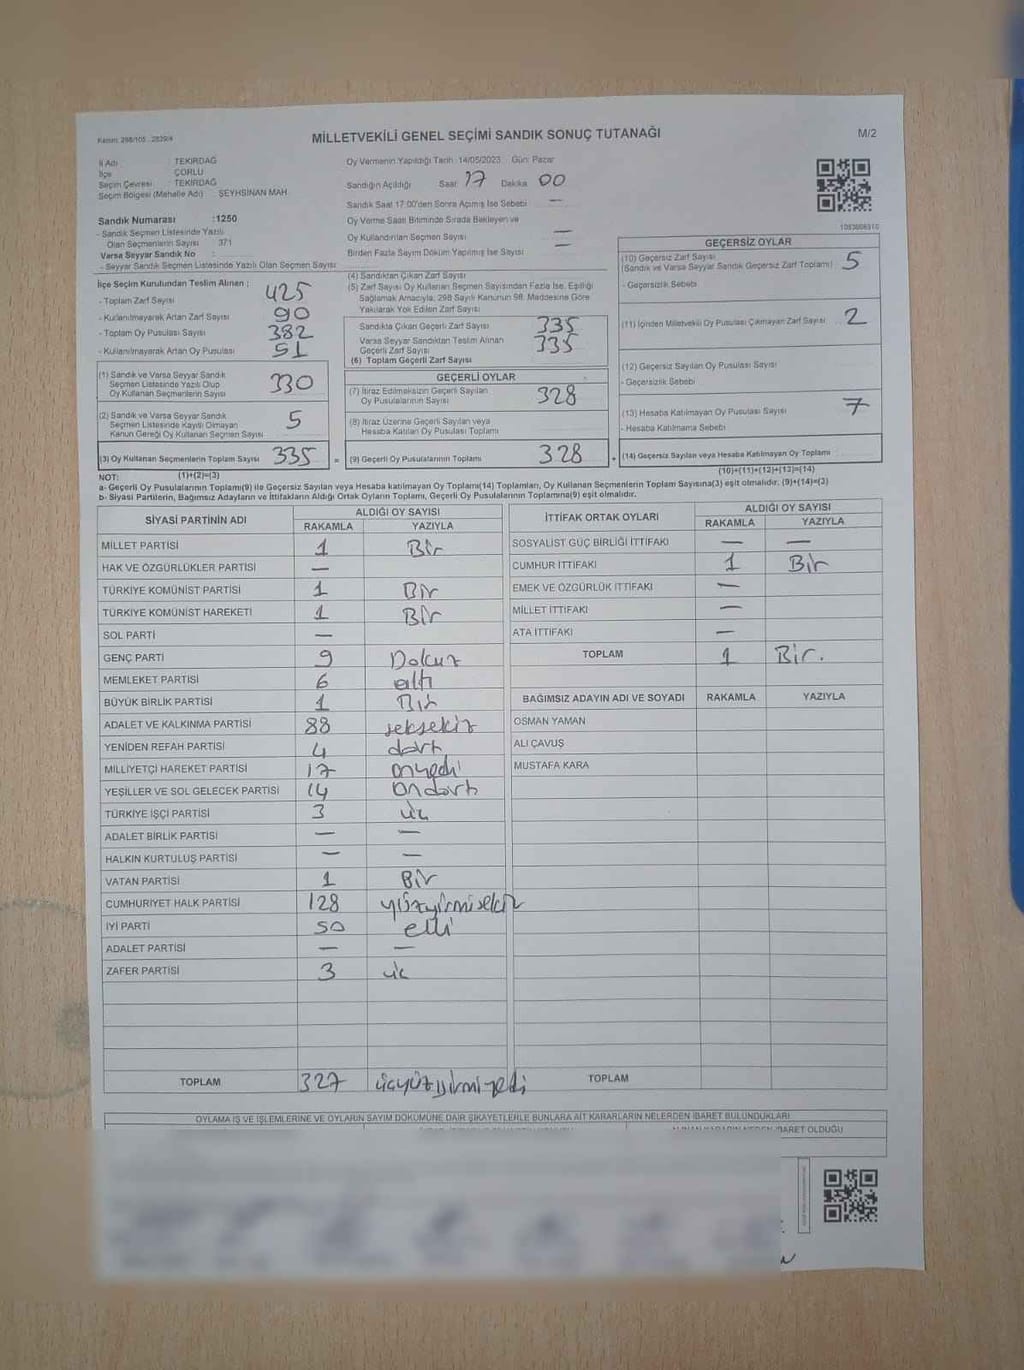 Kanun: 298/105 , 2839/4
MİLLETVEKİLİ GENEL SEÇİMİ SANDIK SONUÇ TUTANAĞI
M/2
İl Adı : TEKİRDAĞ
İlçe : ÇORLU
Seçim Çevresi : TEKİRDAĞ
Seçim Bölgesi (Mahalle Adı) : ŞEYHSİNAN MAH.
Sandık Numarası :1250
- Sandık Seçmen Listesinde Yazılı
Olan Seçmenlerin Sayısı : 371
Varsa Seyyar Sandık No :
- Seyyar Sandık Seçmen Listesinde Yazılı Olan Seçmen Sayısı :
Oy Vermenin Yapıldığı Tarih :14/05/2023 Gün: Pazar
Sandığın Açıldığı Saat 17 Dakika 00
Sandık Saat 17:00'den Sonra Açılmış İse Sebebi —
Oy Verme Saati Bitiminde Sırada Bekleyen ve
Oy Kullandırılan Seçmen Sayısı —
Birden Fazla Sayım Döküm Yapılmış İse Sayısı —
İlçe Seçim Kurulundan Teslim Alınan ;
- Toplam Zarf Sayısı 425
- Kullanılmayarak Artan Zarf Sayısı 90
- Toplam Oy Pusulası Sayısı 382
- Kullanılmayarak Artan Oy Pusulası 51
(1) Sandık ve Varsa Seyyar Sandık
Seçmen Listesinde Yazılı Olup
Oy Kullanan Seçmenlerin Sayısı 330
(2) Sandık ve Varsa Seyyar Sandık
Seçmen Listesinde Kayıtlı Olmayan
Kanun Gereği Oy Kullanan Seçmen Sayısı 5
(3) Oy Kullanan Seçmenlerin Toplam Sayısı 335 =
(4) Sandıktan Çıkan Zarf Sayısı
(5) Zarf Sayısı Oy Kullanan Seçmen Sayısından Fazla İse, Eşitliği
Sağlamak Amacıyla, 298 Sayılı Kanunun 98. Maddesine Göre
Yakılarak Yok Edilen Zarf Sayısı
Sandıkta Çıkan Geçerli Zarf Sayısı 335
Varsa Seyyar Sandıktan Teslim Alınan
Geçerli Zarf Sayısı 335
(6) Toplam Geçerli Zarf Sayısı
GEÇERLİ OYLAR
(7) İtiraz Edilmeksizin Geçerli Sayılan
Oy Pusulalarının Sayısı 328
(8) İtiraz Üzerine Geçerli Sayılan veya
Hesaba Katılan Oy Pusulası Toplamı
(9) Geçerli Oy Pusulalarının Toplamı 328 +
1083608310
GEÇERSİZ OYLAR
(10) Geçersiz Zarf Sayısı
(Sandık ve Varsa Seyyar Sandık Geçersiz Zarf Toplamı) 5
- Geçersizlik Sebebi
(11) İçinden Milletvekili Oy Pusulası Çıkmayan Zarf Sayısı 2
(12) Geçersiz Sayılan Oy Pusulası Sayısı
- Geçersizlik Sebebi
(13) Hesaba Katılmayan Oy Pusulası Sayısı 7
- Hesaba Katılmama Sebebi
(14) Geçersiz Sayılan veya Hesaba Katılmayan Oy Toplamı
NOT: (1)+(2)=(3) (10)+(11)+(12)+(13)=(14)
a- Geçerli Oy Pusulalarının Toplamı(9) ile Geçersiz Sayılan veya Hesaba Katılmayan Oy Toplamı(14) Toplamları, Oy Kullanan Seçmenlerin Toplam Sayısına(3) eşit olmalıdır. (9)+(14)=(3)
b- Siyasi Partilerin, Bağımsız Adayların ve İttifakların Aldığı Ortak Oyların Toplamı, Geçerli Oy Pusulalarının Toplamına(9) eşit olmalıdır.
SİYASİ PARTİNİN ADI ALDIĞI OY SAYISI
RAKAMLA YAZIYLA
MİLLET PARTİSİ 1 Bir
HAK VE ÖZGÜRLÜKLER PARTİSİ —
TÜRKİYE KOMÜNİST PARTİSİ 1 Bir
TÜRKİYE KOMÜNİST HAREKETİ 1 Bir
SOL PARTİ —
GENÇ PARTİ 9 Dokuz
MEMLEKET PARTİSİ 6 altı
BÜYÜK BİRLİK PARTİSİ 1 Bir
ADALET VE KALKINMA PARTİSİ 88 seksekiz
YENİDEN REFAH PARTİSİ 4 dört
MİLLİYETÇİ HAREKET PARTİSİ 17 onyedi
YEŞİLLER VE SOL GELECEK PARTİSİ 14 ondört
TÜRKİYE İŞÇİ PARTİSİ 3 üç
ADALET BİRLİK PARTİSİ — —
HALKIN KURTULUŞ PARTİSİ — —
VATAN PARTİSİ 1 Bir
CUMHURİYET HALK PARTİSİ 128 yüzyirmisekiz
İYİ PARTİ 50 elli
ADALET PARTİSİ — —
ZAFER PARTİSİ 3 üç
TOPLAM 327 üçyüzyirmiyedi
İTTİFAK ORTAK OYLARI ALDIĞI OY SAYISI
RAKAMLA YAZIYLA
SOSYALİST GÜÇ BİRLİĞİ İTTİFAKI — —
CUMHUR İTTİFAKI 1 Bir
EMEK VE ÖZGÜRLÜK İTTİFAKI —
MİLLET İTTİFAKI —
ATA İTTİFAKI —
TOPLAM 1 Bir.
BAĞIMSIZ ADAYIN ADI VE SOYADI RAKAMLA YAZIYLA
OSMAN YAMAN
ALİ ÇAVUŞ
MUSTAFA KARA
TOPLAM
OYLAMA İŞ VE İŞLEMLERİNE VE OYLARIN SAYIM DÖKÜMÜNE DAİR ŞİKAYETLERLE BUNLARA AİT KARARLARIN NELERDEN İBARET BULUNDUKLARI
İBARET OLDUĞU